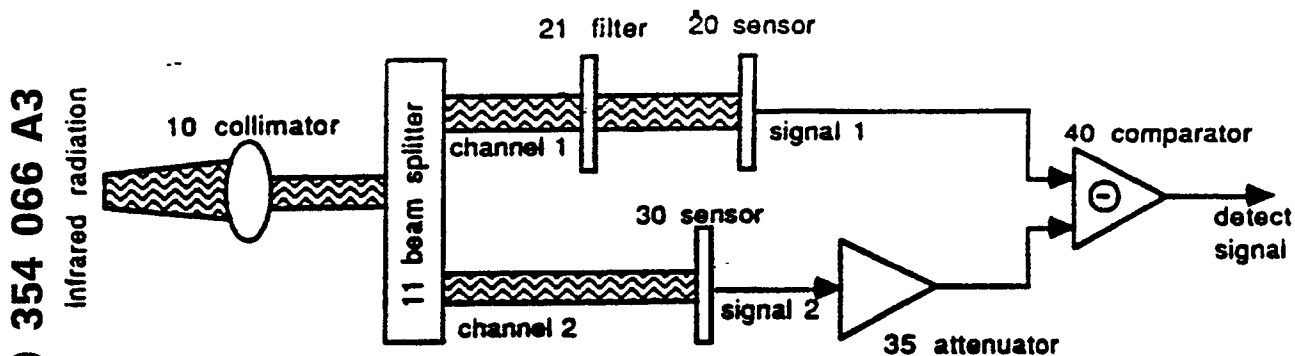 354 066 A3
Infrared radiation
10 collimator
11 beam splitter
21 filter
20 sensor
channel 1
signal 1
40 comparator
detect
signal
30 sensor
channel 2
signal 2
35 attenuator